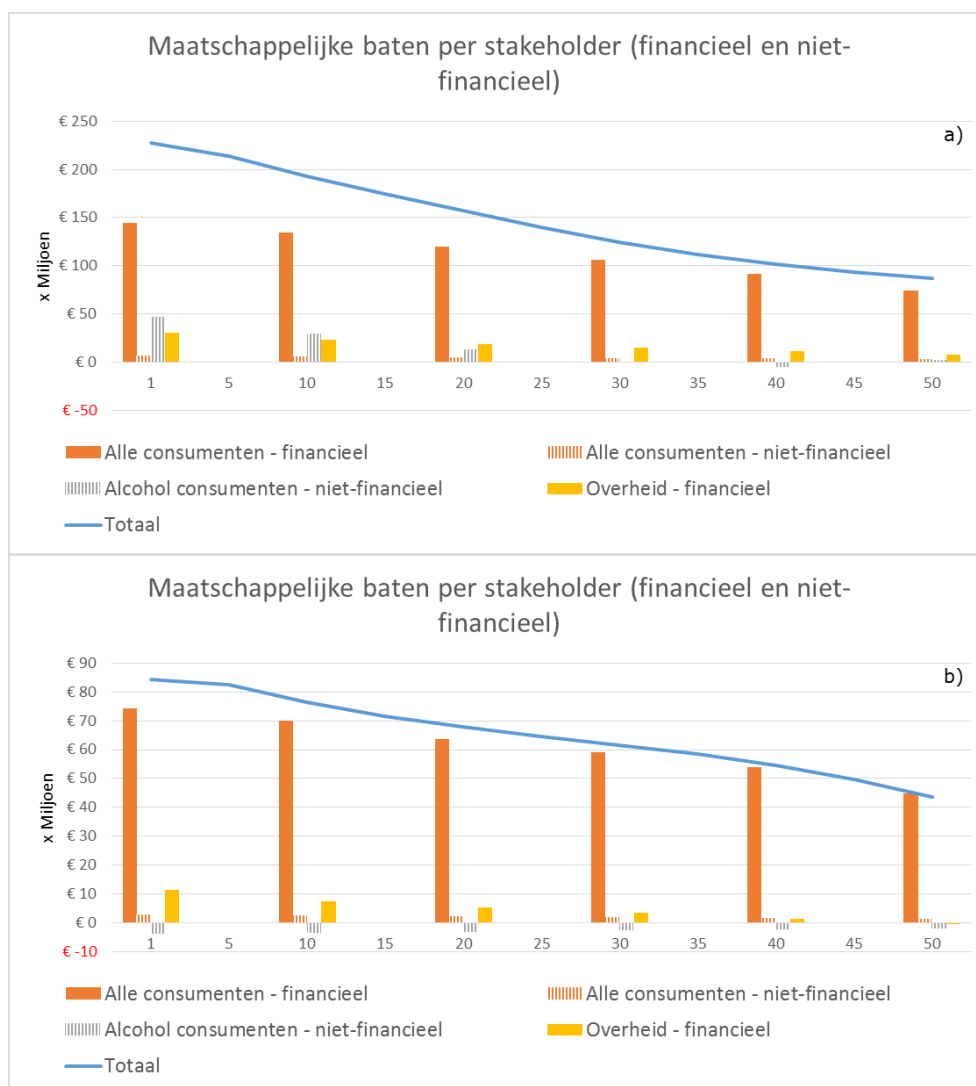 Maatschappelijke baten per stakeholder (financieel en niet-
financieel)
a)
x Miljoen
€ 250
€ 200
€ 150
€ 100
€ 50
€ 0
€ -50
1 5 10 15 20 25 30 35 40 45 50
Alle consumenten - financieel
Alle consumenten - niet-financieel
Alcohol consumenten - niet-financieel
Overheid - financieel
Totaal
Maatschappelijke baten per stakeholder (financieel en niet-
financieel)
b)
x Miljoen
€ 90
€ 80
€ 70
€ 60
€ 50
€ 40
€ 30
€ 20
€ 10
€ 0
€ -10
1 5 10 15 20 25 30 35 40 45 50
Alle consumenten - financieel
Alle consumenten - niet-financieel
Alcohol consumenten - niet-financieel
Overheid - financieel
Totaal